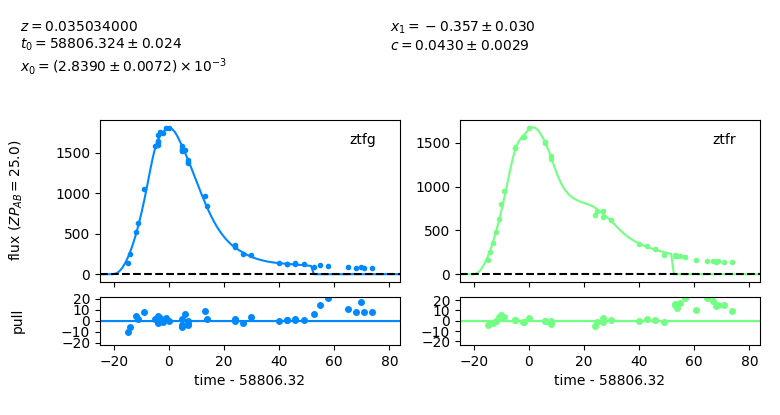 z = 0.035034000
t₀ = 58806.324 ± 0.024
x₀ = (2.8390 ± 0.0072) × 10⁻³
x₁ = −0.357 ± 0.030
c = 0.0430 ± 0.0029
flux (ZP_AB = 25.0)
ztfg
1500
1000
500
0
ztfr
1500
1000
500
0
pull
20
10
0
−10
−20
20
10
0
−10
−20
−20 0 20 40 60 80
−20 0 20 40 60 80
time - 58806.32
time - 58806.32